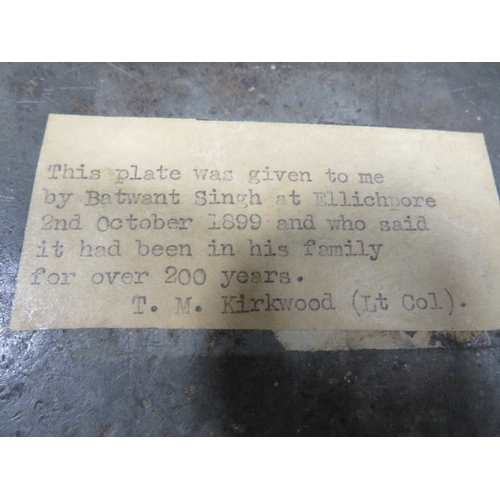 This plate was given to me
by Batwant Singh at Ellichpore
2nd October 1899 and who said
it had been in his family
for over 200 years.
T. M. Kirkwood (Lt Col).